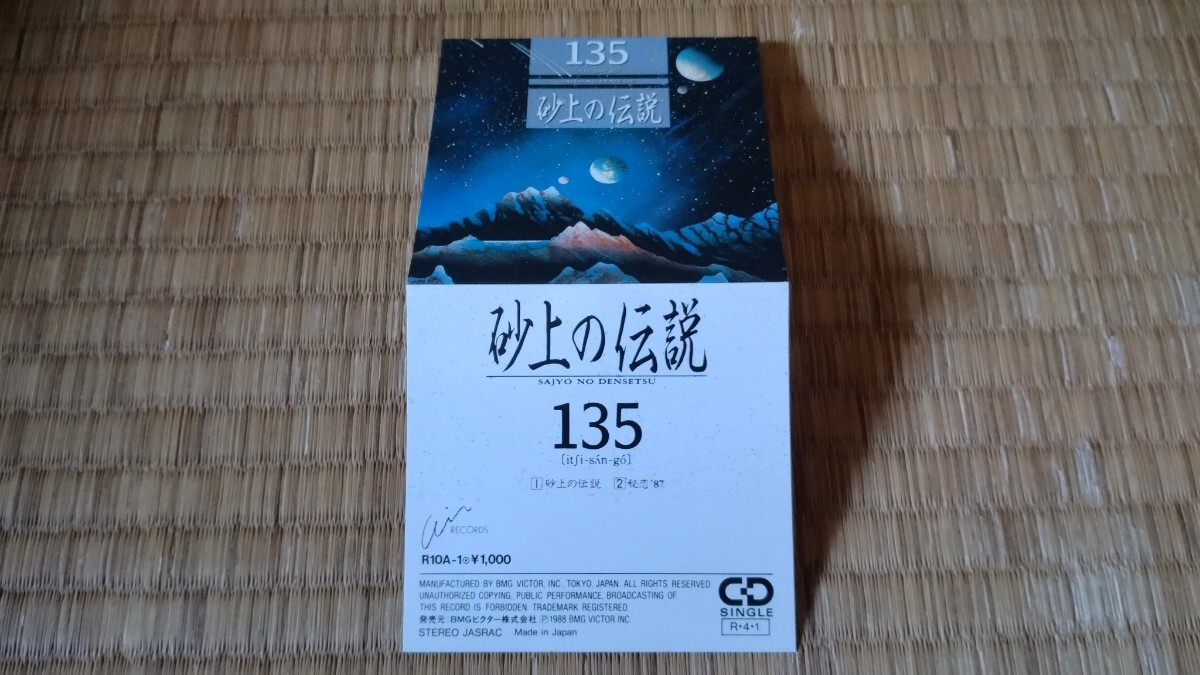 135
砂上の伝説
砂上の伝説
SAJYO NO DENSETSU
135
[itʃi-sʌ́n-gó]
1 砂上の伝説 2 秘恋'87
Air RECORDS
R10A-1 ¥1,000
MANUFACTURED BY BMG VICTOR, INC., TOKYO, JAPAN. ALL RIGHTS RESERVED
UNAUTHORIZED COPYING, PUBLIC PERFORMANCE, BROADCASTING OF
THIS RECORD IS FORBIDDEN. TRADEMARK REGISTERED.
発売元:BMGビクター株式会社 Ⓟ1988 BMG VICTOR INC.
STEREO JASRAC Made in Japan
CD
SINGLE
R・4・1